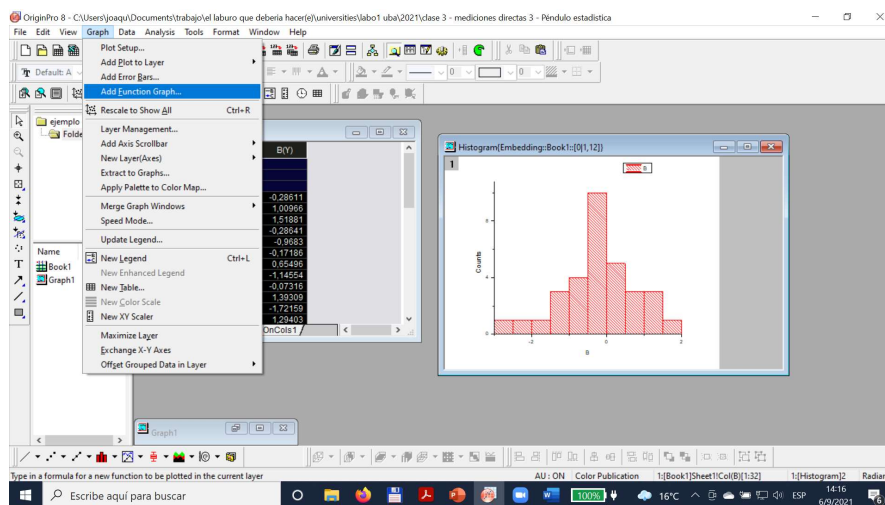 OriginPro 8 - C:\Users\joaqu\Documents\trabajo\el laburo que deberia hacer(e)\universities\labo1 uba\2021\clase 3 - mediciones directas 3 - Péndulo estadistica
File Edit View Graph Data Analysis Tools Format Window Help
Plot Setup...
Add Plot to Layer
Add Error Bars...
Add Function Graph...
Rescale to Show All Ctrl+R
Layer Management...
Add Axis Scrollbar
New Layer(Axes)
Extract to Graphs...
Apply Palette to Color Map...
Merge Graph Windows
Speed Mode...
Update Legend...
New Legend Ctrl+L
New Enhanced Legend
New Table...
New Color Scale
New XY Scaler
Maximize Layer
Exchange X-Y Axes
Offset Grouped Data in Layer
Default: A
0
0
ejemplo
Folde
Name
Book1
Graph1
B(Y)
-0,28611
1,00966
1,51881
-0,28641
-0,9683
-0,17186
0,65496
-1,14554
-0,07316
1,39309
-1,72159
1,29403
OnCols1
Histogram(Embedding::Book1::[0]1,12])
1
B
8
4
0
Counts
-2 0 2
B
Graph1
Type in a formula for a new function to be plotted in the current layer
AU : ON Color Publication 1:[Book1]Sheet1!Col(B)[1:32] 1:[Histogram]2 Radian
Escribe aquí para buscar
100%
16°C
ESP
14:16
6/9/2021
6